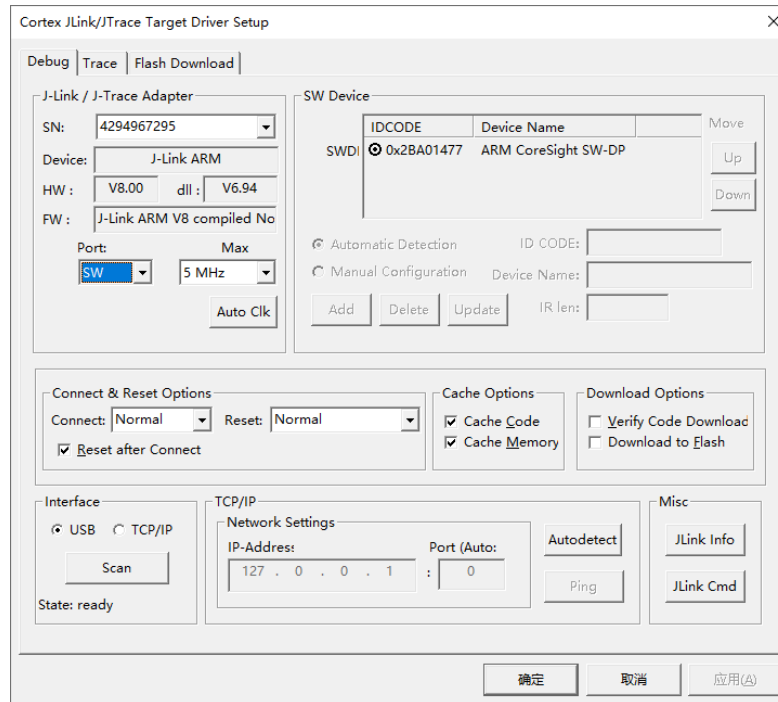 Cortex JLink/JTrace Target Driver Setup
Debug Trace Flash Download
J-Link / J-Trace Adapter
SN: 4294967295
Device: J-Link ARM
HW : V8.00 dll : V6.94
FW : J-Link ARM V8 compiled No
Port: Max
SW 5 MHz
Auto Clk
SW Device
IDCODE Device Name Move
SWDI 0x2BA01477 ARM CoreSight SW-DP Up
Down
Automatic Detection ID CODE:
Manual Configuration Device Name:
Add Delete Update IR len:
Connect & Reset Options
Connect: Normal Reset: Normal
Reset after Connect
Cache Options
Cache Code
Cache Memory
Download Options
Verify Code Download
Download to Flash
Interface
USB TCP/IP
Scan
State: ready
TCP/IP
Network Settings
IP-Address: Port (Auto:
127 . 0 . 0 . 1 : 0
Autodetect
Ping
Misc
JLink Info
JLink Cmd
确定 取消 应用(A)